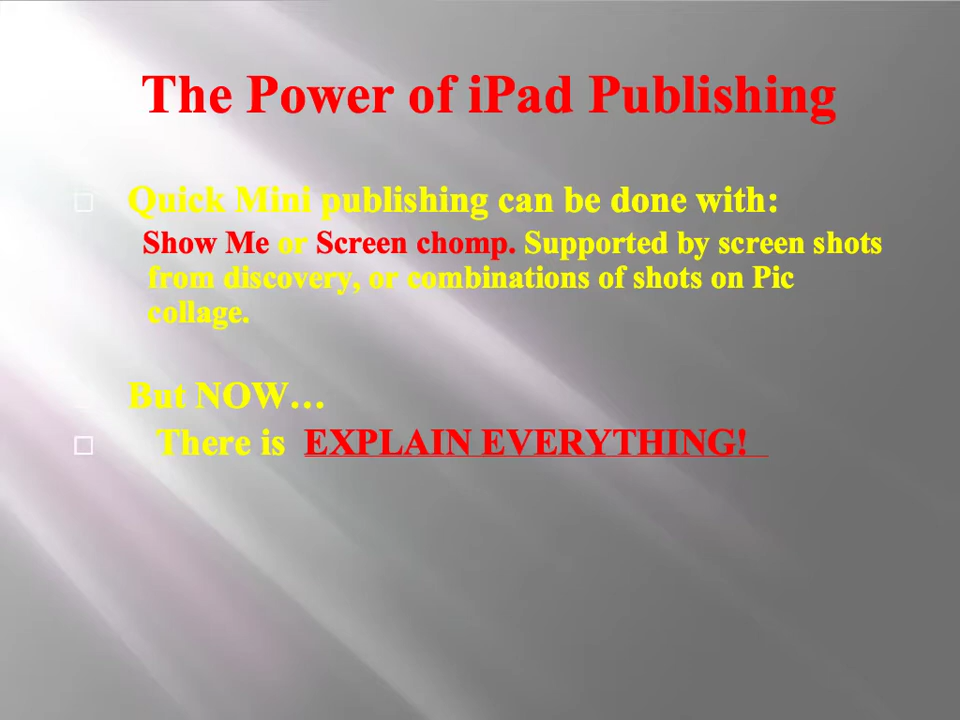 The Power of iPad Publishing
Quick Mini publishing can be done with:
Show Me or Screen chomp. Supported by screen shots
from discovery, or combinations of shots on Pic
collage.
But NOW…
There is EXPLAIN EVERYTHING!